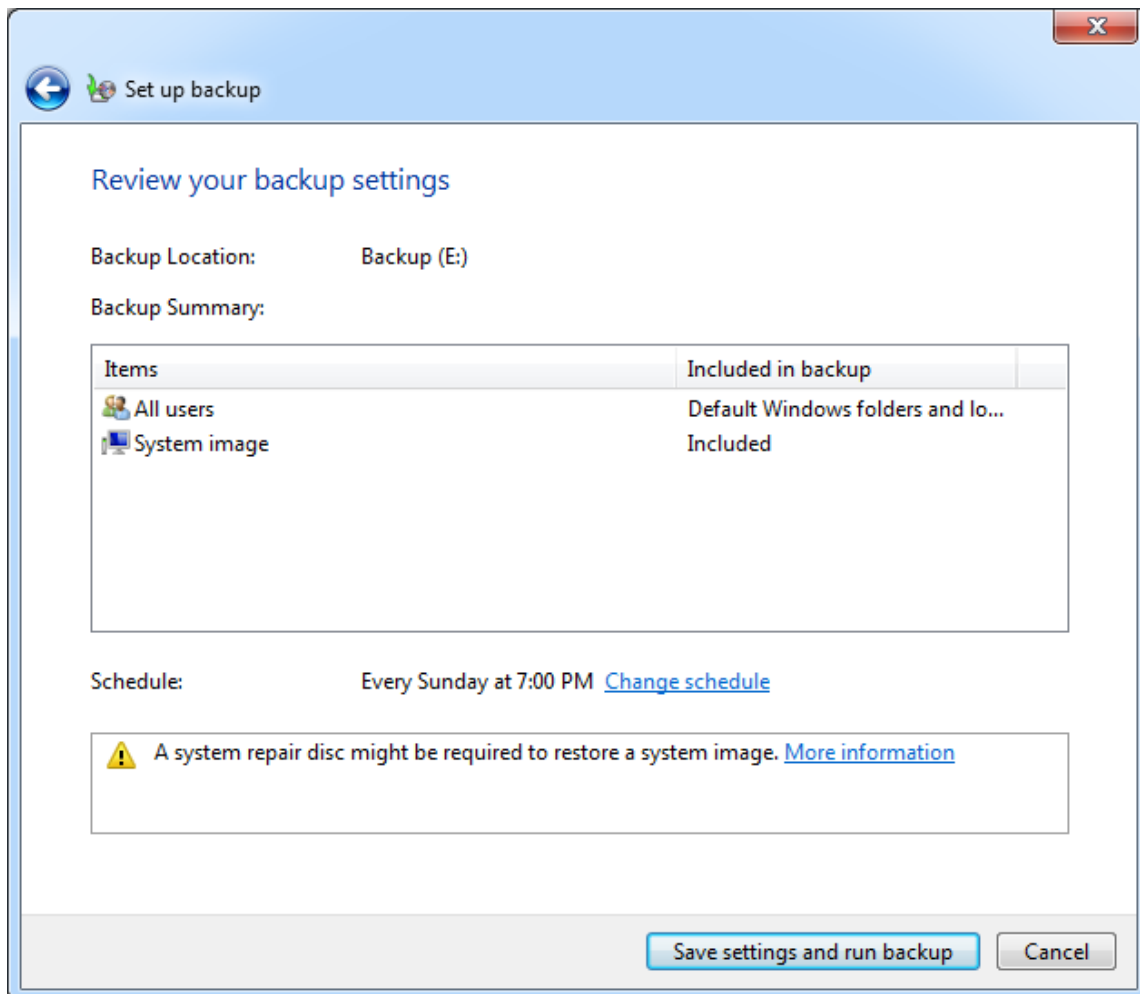 Set up backup
Review your backup settings
Backup Location: Backup (E:)
Backup Summary:
Items Included in backup
All users Default Windows folders and lo...
System image Included
Schedule: Every Sunday at 7:00 PM Change schedule
A system repair disc might be required to restore a system image. More information
Save settings and run backup Cancel